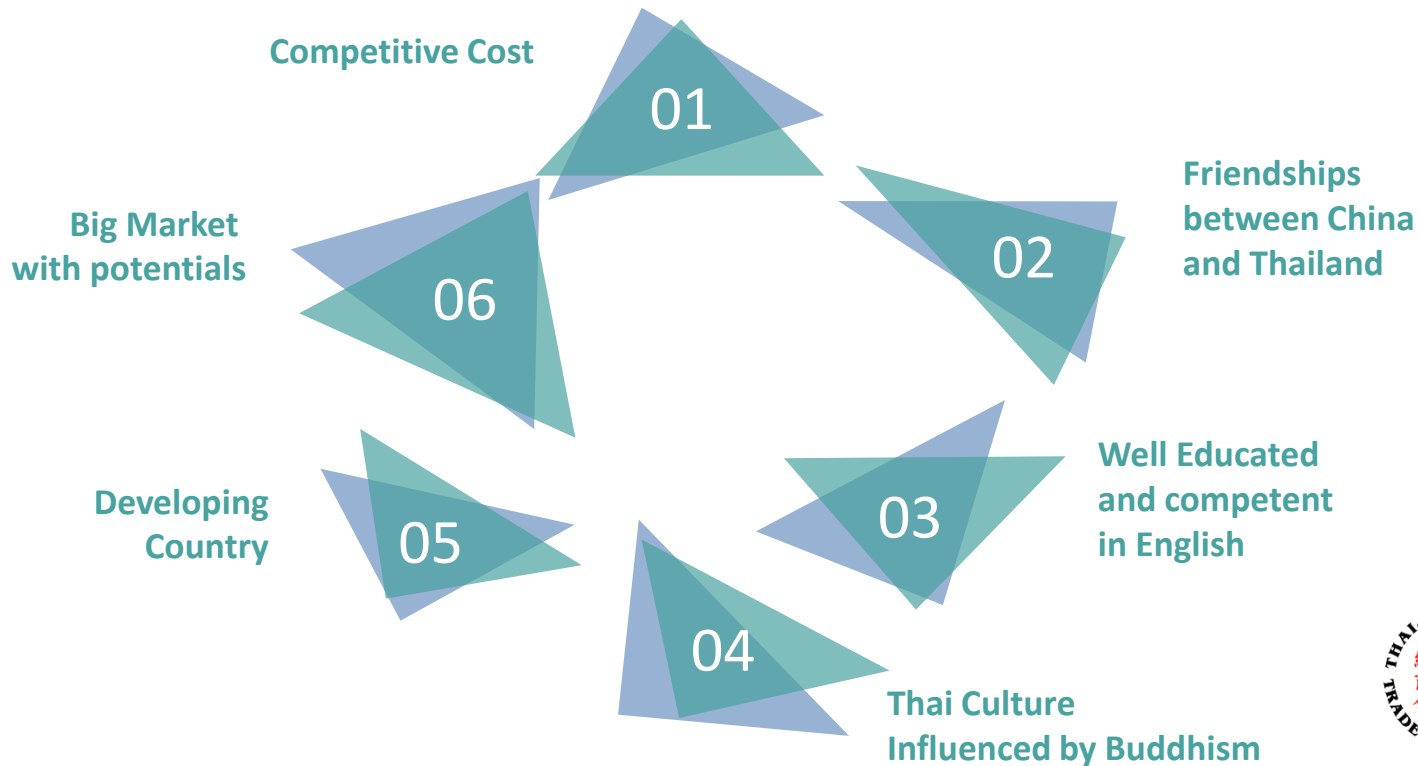 Competitive Cost
01
Friendships
between China
and Thailand
02
Well Educated
and competent
in English
03
Thai Culture
Influenced by Buddhism
04
Developing
Country
05
Big Market
with potentials
06